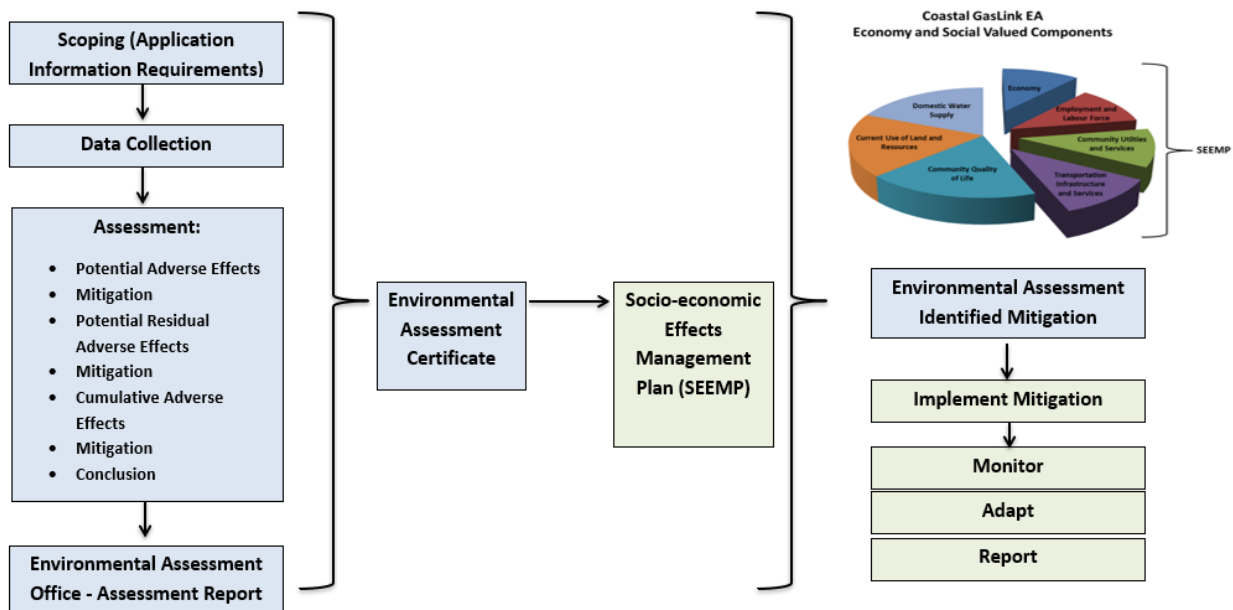 Scoping (Application
Information Requirements)
Data Collection
Assessment:
• Potential Adverse Effects
• Mitigation
• Potential Residual
Adverse Effects
• Mitigation
• Cumulative Adverse
Effects
• Mitigation
• Conclusion
Environmental Assessment
Office - Assessment Report
Environmental
Assessment
Certificate
Socio-economic
Effects
Management
Plan (SEEMP)
Coastal GasLink EA
Economy and Social Valued Components
Economy
Employment and
Labour Force
Community Utilities
and Services
Transportation
Infrastructure
and Services
Community Quality
of Life
Current Use of Land and
Resources
Domestic Water
Supply
SEEMP
Environmental Assessment
Identified Mitigation
Implement Mitigation
Monitor
Adapt
Report